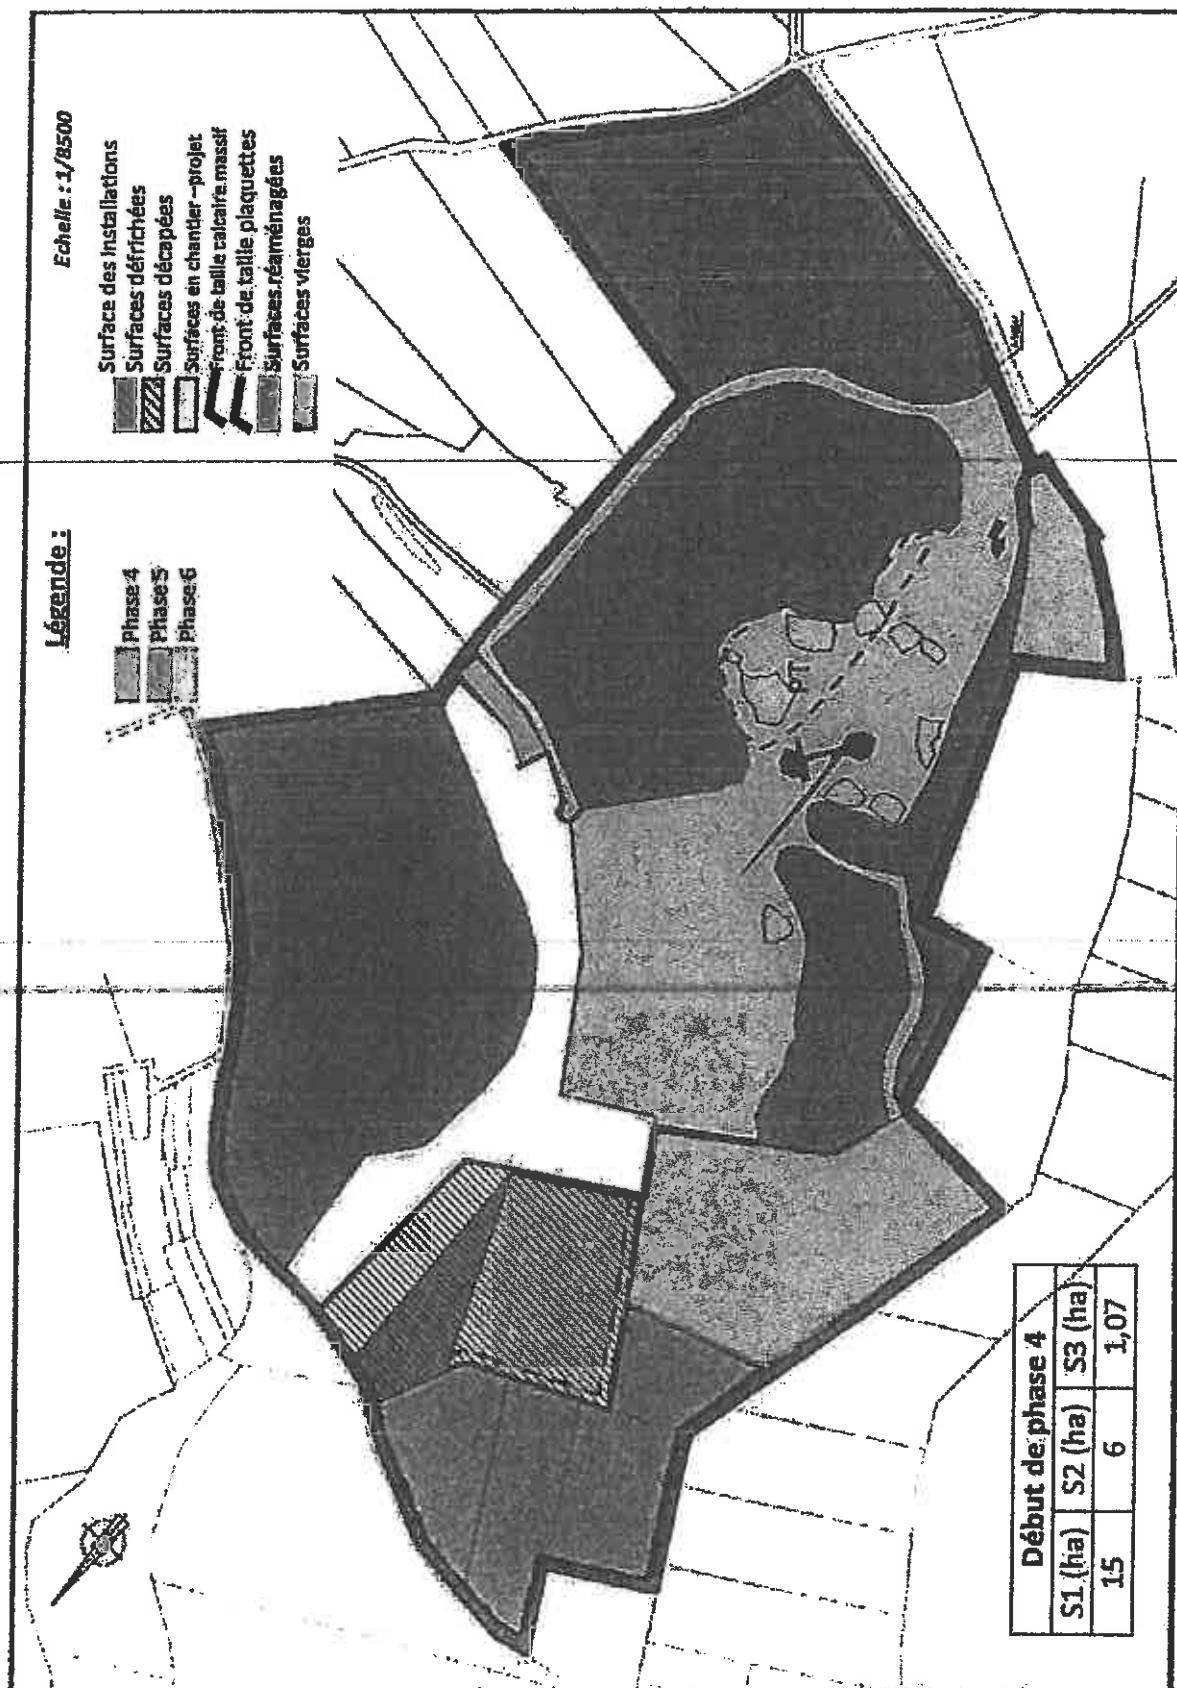 Echelle : 1/8500
Légende :
Phase 4
Phase 5
Phase 6
Surface des Installations
Surfaces défrichées
Surfaces décapées
Surfaces en chantier –projet
Front de taille calcaire massif
Front de taille plaquettes
Surfaces réaménagées
Surfaces vierges
PT
Début de phase 4
S1 (ha) S2 (ha) S3 (ha)
15 6 1,07